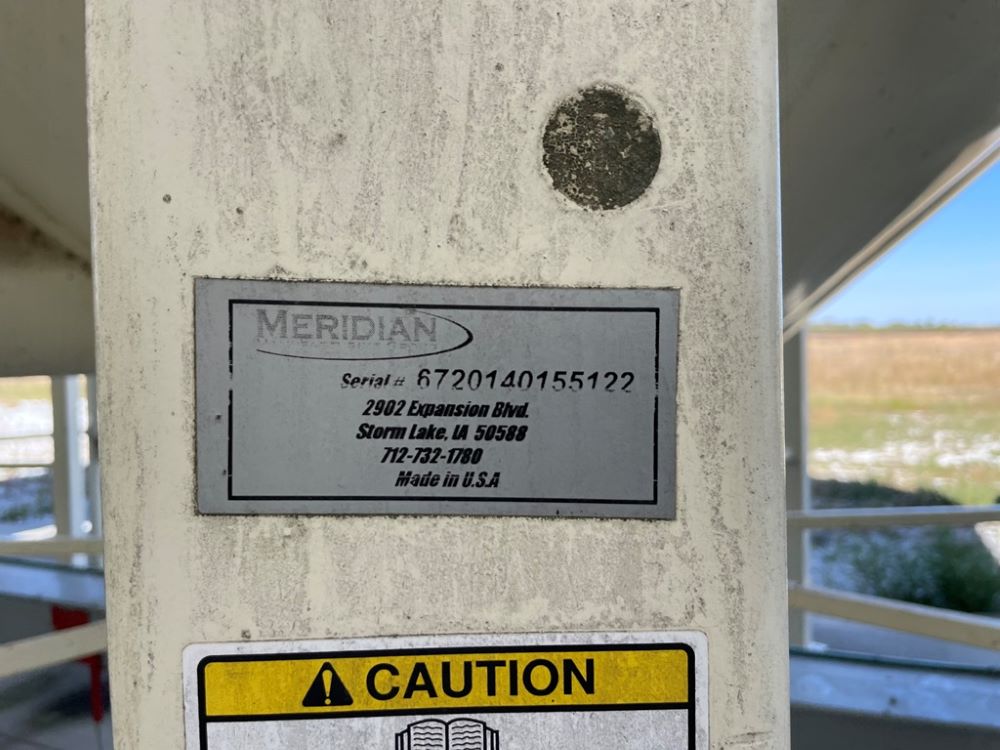 MERIDIAN
Serial # 6720140155122
2902 Expansion Blvd.
Storm Lake, IA 50588
712-732-1780
Made in U.S.A
CAUTION